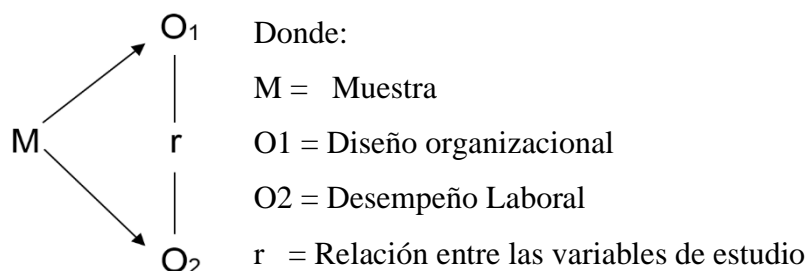 O1
Donde:
M = Muestra
M
r
O1 = Diseño organizacional
O2 = Desempeño Laboral
O2
r = Relación entre las variables de estudio